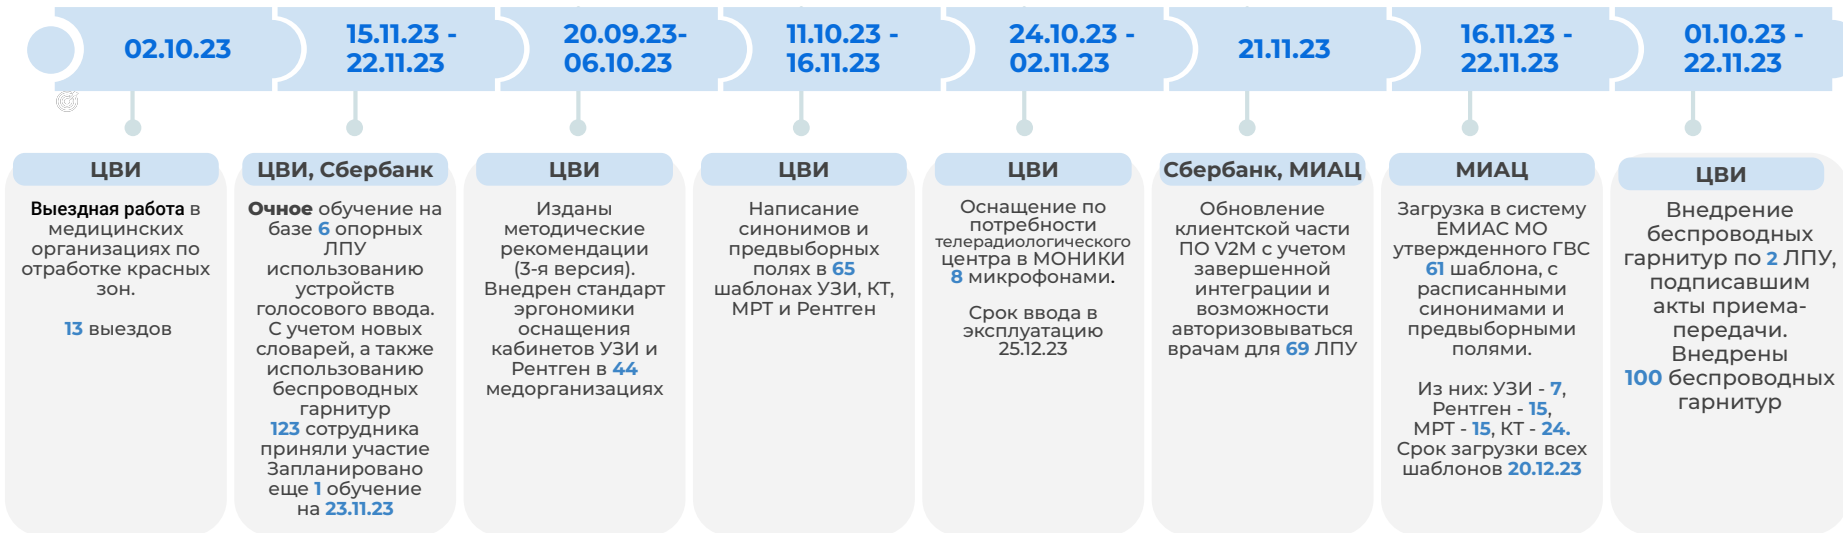 02.10.23
15.11.23 -
22.11.23
20.09.23-
06.10.23
11.10.23 -
16.11.23
24.10.23 -
02.11.23
21.11.23
16.11.23 -
22.11.23
01.10.23 -
22.11.23
ЦВИ
Выездная работа в
медицинских
организациях по
отработке красных
зон.
13 выездов
ЦВИ, Сбербанк
Очное обучение на
базе 6 опорных
ЛПУ
использованию
устройств
голосового ввода.
С учетом новых
словарей, а также
использованию
беспроводных
гарнитур
123 сотрудника
приняли участие
Запланировано
еще 1 обучение
на 23.11.23
ЦВИ
Изданы
методические
рекомендации
(3-я версия).
Внедрен стандарт
эргономики
оснащения
кабинетов УЗИ и
Рентген в 44
медорганизациях
ЦВИ
Написание
синонимов и
предвыборных
полях в 65
шаблонах УЗИ, КТ,
МРТ и Рентген
ЦВИ
Оснащение по
потребности
телерадиологического
центра в МОНИКИ
8 микрофонами.
Срок ввода в
эксплуатацию
25.12.23
Сбербанк, МИАЦ
Обновление
клиентской части
ПО V2M с учетом
завершенной
интеграции и
возможности
авторизовываться
врачам для 69 ЛПУ
МИАЦ
Загрузка в систему
ЕМИАС МО
утвержденного ГВС
61 шаблона, с
расписанными
синонимами и
предвыборными
полями.
Из них: УЗИ - 7,
Рентген - 15,
МРТ - 15, КТ - 24.
Срок загрузки всех
шаблонов 20.12.23
ЦВИ
Внедрение
беспроводных
гарнитур по 2 ЛПУ,
подписавшим
акты приема-
передачи.
Внедрены
100 беспроводных
гарнитур